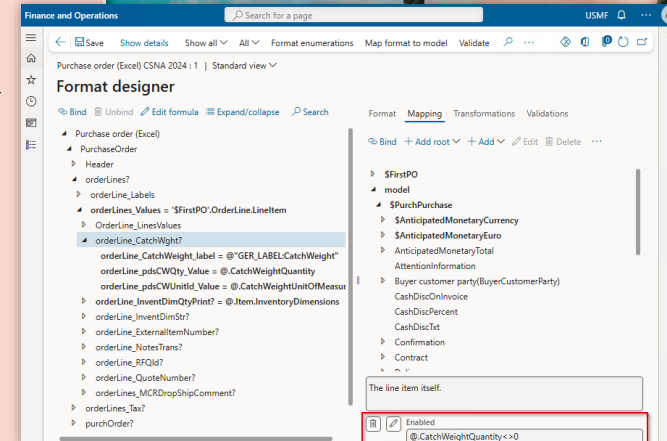 Finance and Operations
Search for a page
USMF
Save
Show details
Show all
All
Format enumerations
Map format to model
Validate
Purchase order (Excel) CSNA 2024 : 1 | Standard view
Format designer
Bind
Unbind
Edit formula
Expand/collapse
Search
Format
Mapping
Transformations
Validations
Bind
Add root
Add
Edit
Delete
Purchase order (Excel)
PurchaseOrder
Header
orderLines?
orderLine_Labels
orderLines_Values = '$FirstPO'.OrderLine.LineItem
OrderLine_LinesValues
orderLine_CatchWght?
orderLine_CatchWeight_label = @"GER_LABEL:CatchWeight"
orderLine_pdsCWQty_Value = @.CatchWeightQuantity
orderLine_pdsCWUnitId_Value = @.CatchWeightUnitOfMeasur
orderLine_InventDimQtyPrint? = @.Item.InventoryDimensions
orderLine_InventDimStr?
orderLine_ExternalItemNumber?
orderLine_NotesTrans?
orderLine_RFQId?
orderLine_QuoteNumber?
orderLines_MCRDropShipComment?
orderLines_Tax?
purchOrder?
$FirstPO
model
$PurchPurchase
$AnticipatedMonetaryCurrency
$AnticipatedMonetaryEuro
AnticipatedMonetaryTotal
AttentionInformation
Buyer customer party(BuyerCustomerParty)
CashDiscOnInvoice
CashDiscPercent
CashDiscTxt
Confirmation
Contract
The line item itself.
Enabled
@.CatchWeightQuantity<>0